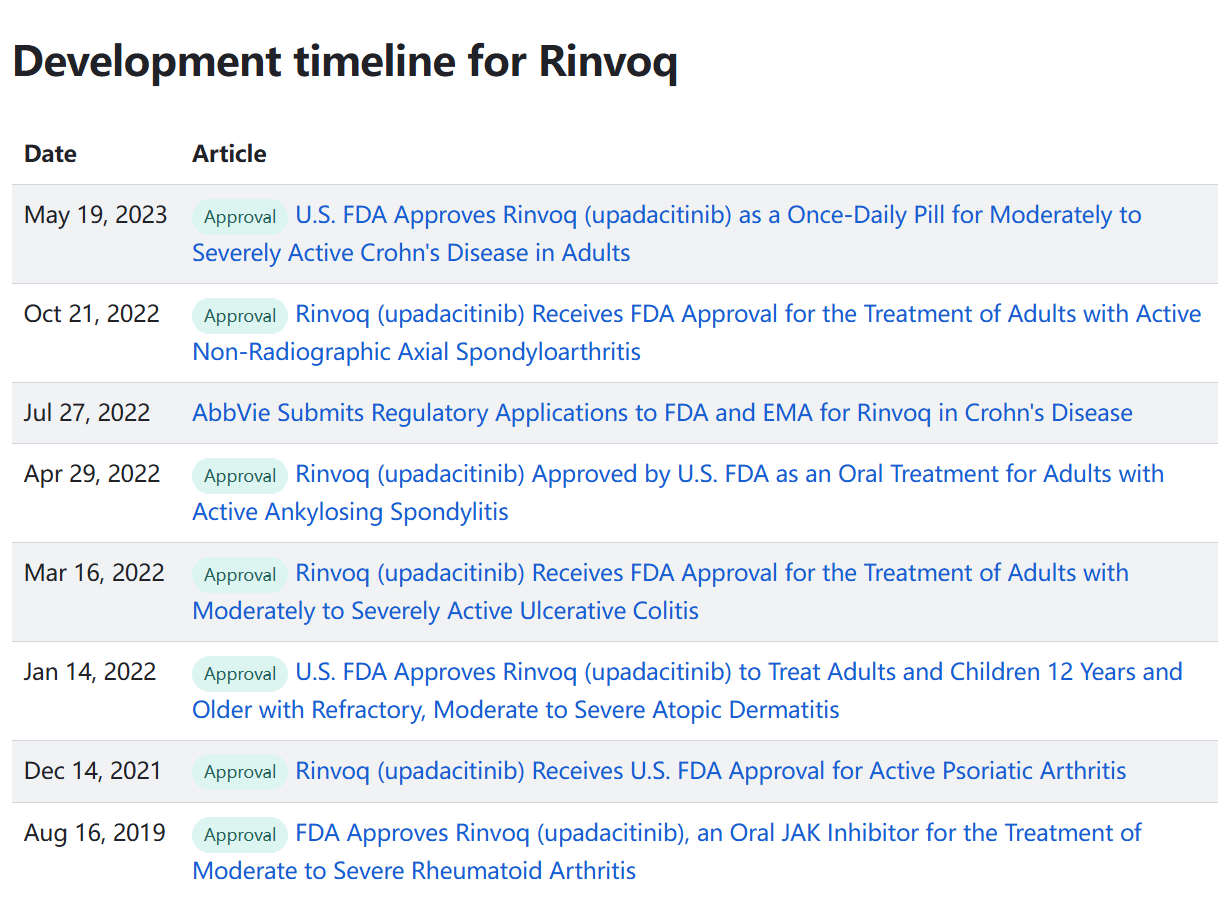 Development timeline for Rinvoq
Date Article
May 19, 2023 Approval U.S. FDA Approves Rinvoq (upadacitinib) as a Once-Daily Pill for Moderately to
Severely Active Crohn's Disease in Adults
Oct 21, 2022 Approval Rinvoq (upadacitinib) Receives FDA Approval for the Treatment of Adults with Active
Non-Radiographic Axial Spondyloarthritis
Jul 27, 2022 AbbVie Submits Regulatory Applications to FDA and EMA for Rinvoq in Crohn's Disease
Apr 29, 2022 Approval Rinvoq (upadacitinib) Approved by U.S. FDA as an Oral Treatment for Adults with
Active Ankylosing Spondylitis
Mar 16, 2022 Approval Rinvoq (upadacitinib) Receives FDA Approval for the Treatment of Adults with
Moderately to Severely Active Ulcerative Colitis
Jan 14, 2022 Approval U.S. FDA Approves Rinvoq (upadacitinib) to Treat Adults and Children 12 Years and
Older with Refractory, Moderate to Severe Atopic Dermatitis
Dec 14, 2021 Approval Rinvoq (upadacitinib) Receives U.S. FDA Approval for Active Psoriatic Arthritis
Aug 16, 2019 Approval FDA Approves Rinvoq (upadacitinib), an Oral JAK Inhibitor for the Treatment of
Moderate to Severe Rheumatoid Arthritis